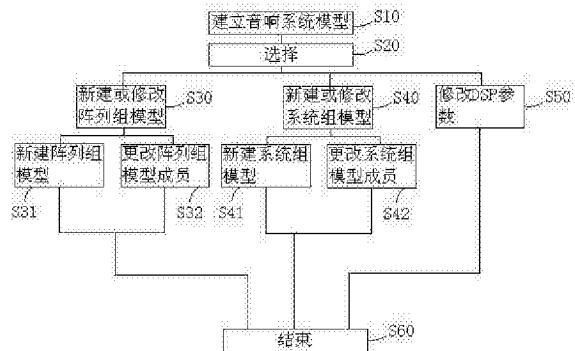 建立音响系统模型
S10
选择
S20
新建或修改
阵列组模型
S30
新建或修改
系统组模型
S40
修改DSP参
数
S50
新建阵列组
模型
S31
更改阵列组
模型成员
S32
新建系统组
模型
S41
更改系统组
模型成员
S42
结束
S60